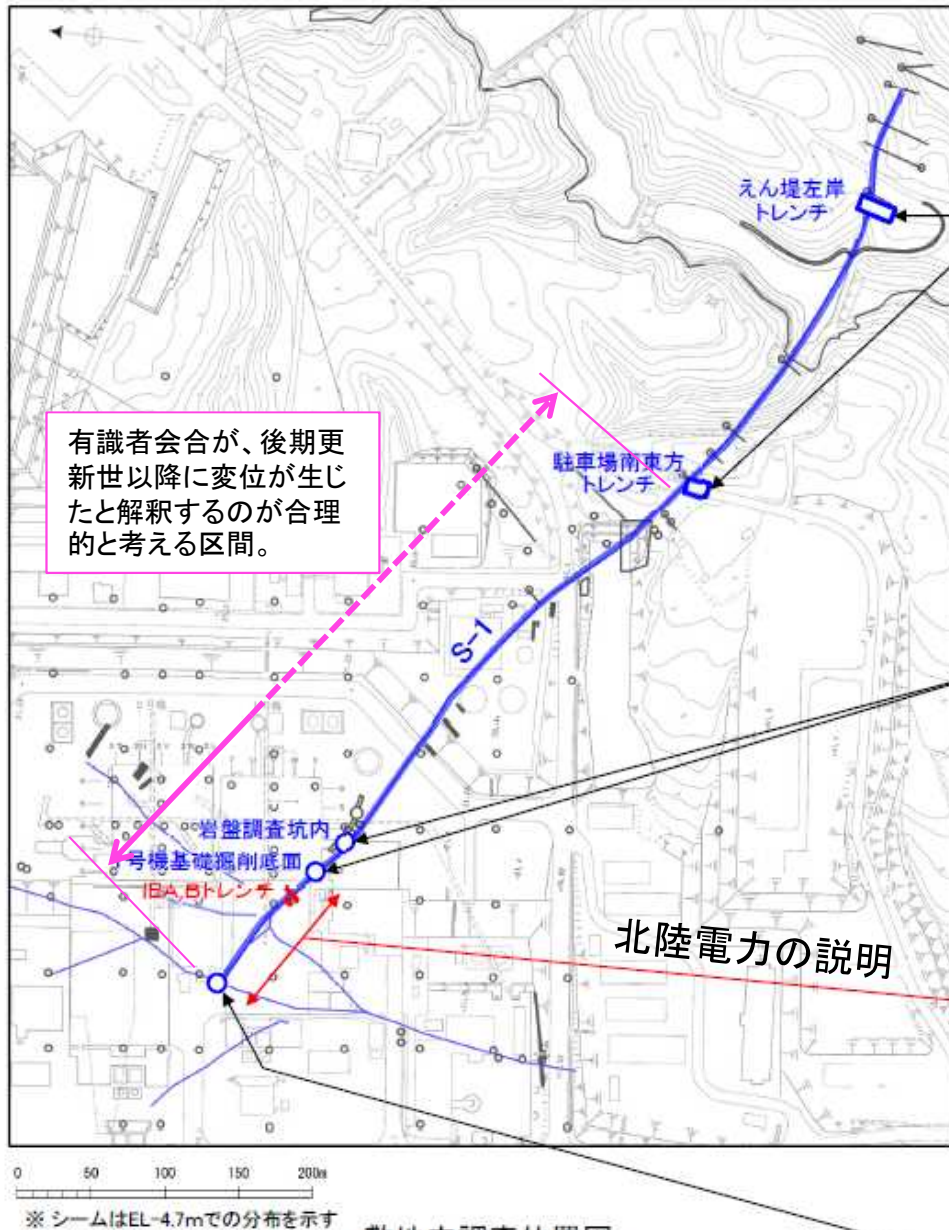 えん堤左岸
トレンチ
有識者会合が、後期更
新世以降に変位が生じ
たと解釈するのが合理
的と考える区間。
駐車場南東方
トレンチ
S-1
岩盤調査坑内
号機基礎掘削底面
IBA,Bトレンチ
北陸電力の説明
0 50 100 150 200m
※ シームはEL-4.7mでの分布を示す